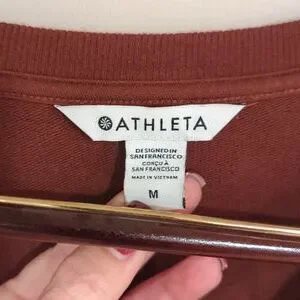 ATHLETA
DESIGNED IN
SAN FRANCISCO
CONÇU À
SAN FRANCISCO
MADE IN VIETNAM
M